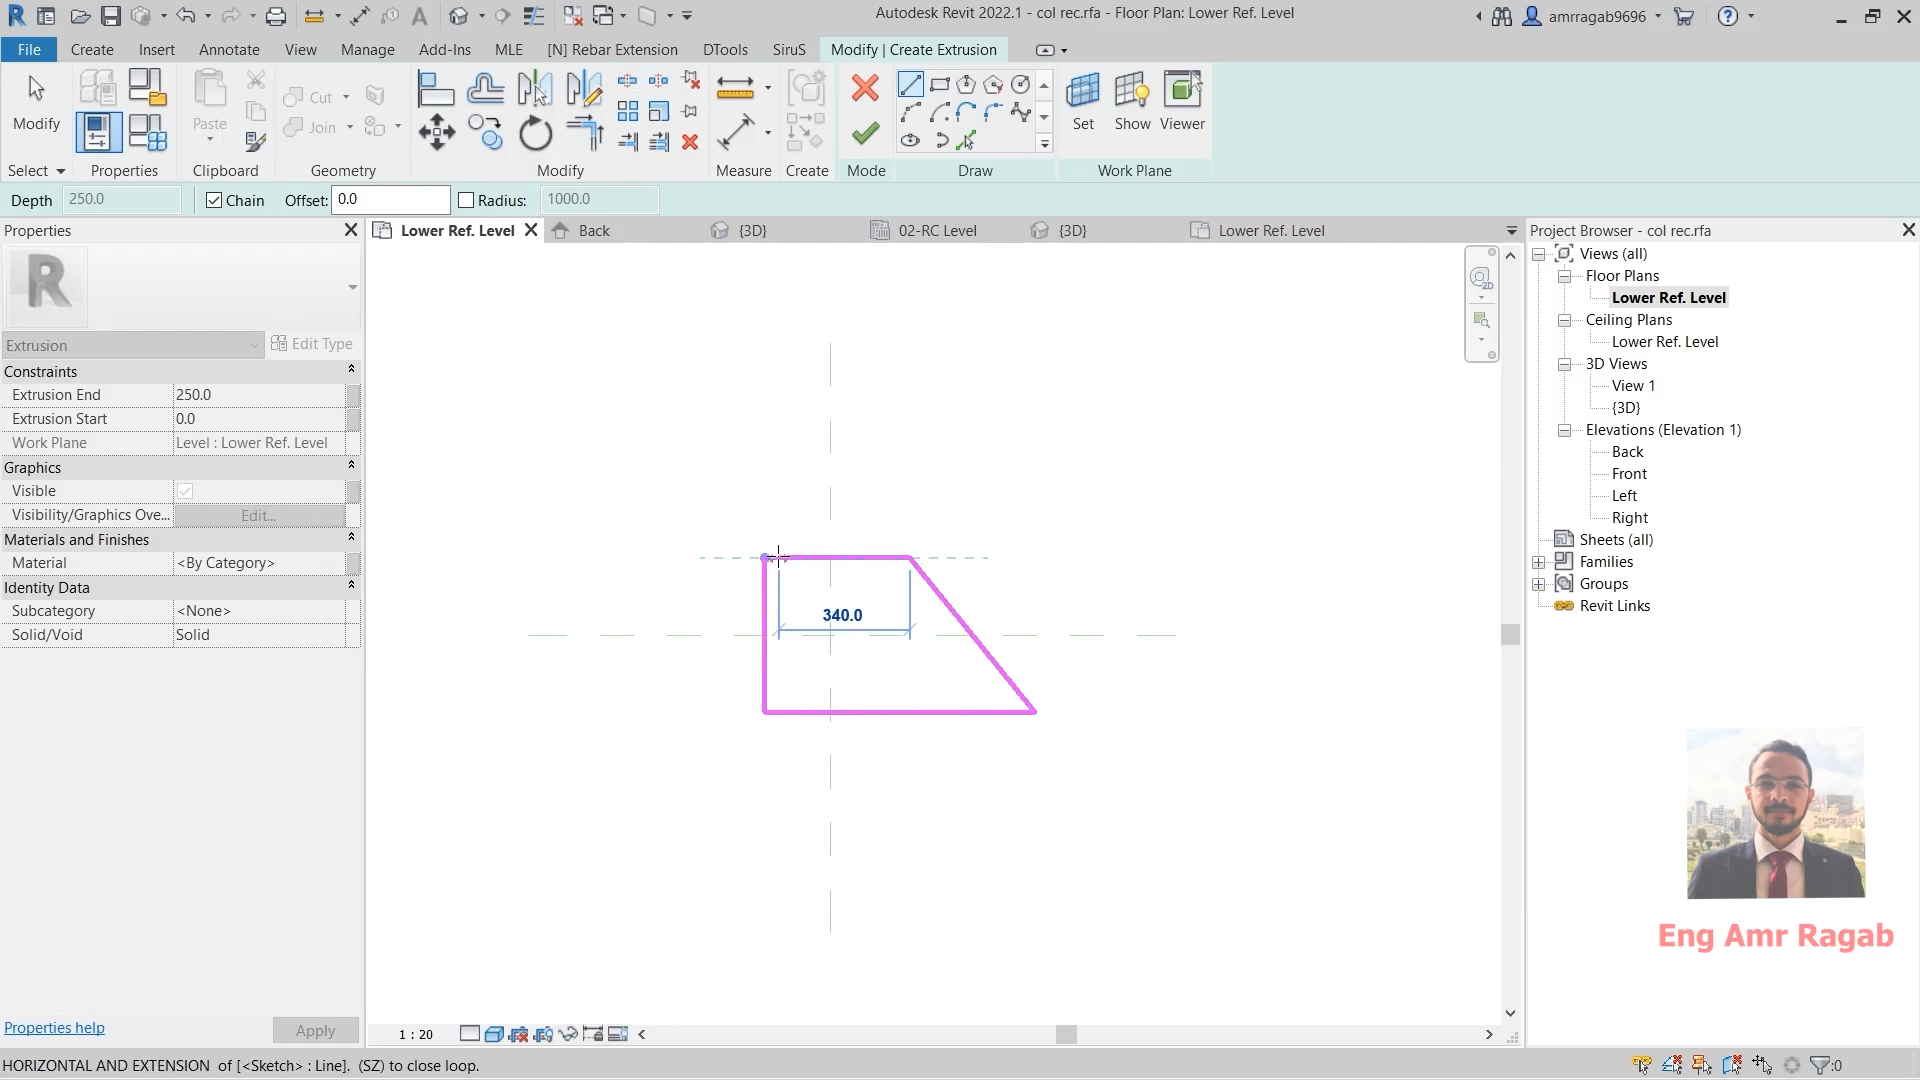 Autodesk Revit 2022.1 - col rec.rfa - Floor Plan: Lower Ref. Level
amrragab9696
File Create Insert Annotate View Manage Add-Ins MLE [N] Rebar Extension DTools SiruS Modify | Create Extrusion
Modify Paste Cut Join Set Show Viewer
Select Properties Clipboard Geometry Modify Measure Create Mode Draw Work Plane
Depth 250.0 Chain Offset: 0.0 Radius: 1000.0
Properties
Lower Ref. Level Back {3D} 02-RC Level {3D} Lower Ref. Level
Project Browser - col rec.rfa
Extrusion Edit Type
Constraints
Extrusion End 250.0
Extrusion Start 0.0
Work Plane Level : Lower Ref. Level
Graphics
Visible
Visibility/Graphics Ove... Edit...
Materials and Finishes
Material <By Category>
Identity Data
Subcategory <None>
Solid/Void Solid
Properties help Apply
2D
340.0
Views (all)
Floor Plans
Lower Ref. Level
Ceiling Plans
Lower Ref. Level
3D Views
View 1
{3D}
Elevations (Elevation 1)
Back
Front
Left
Right
Sheets (all)
Families
Groups
Revit Links
Eng Amr Ragab
1 : 20
HORIZONTAL AND EXTENSION of [<Sketch> : Line]. (SZ) to close loop.
:0